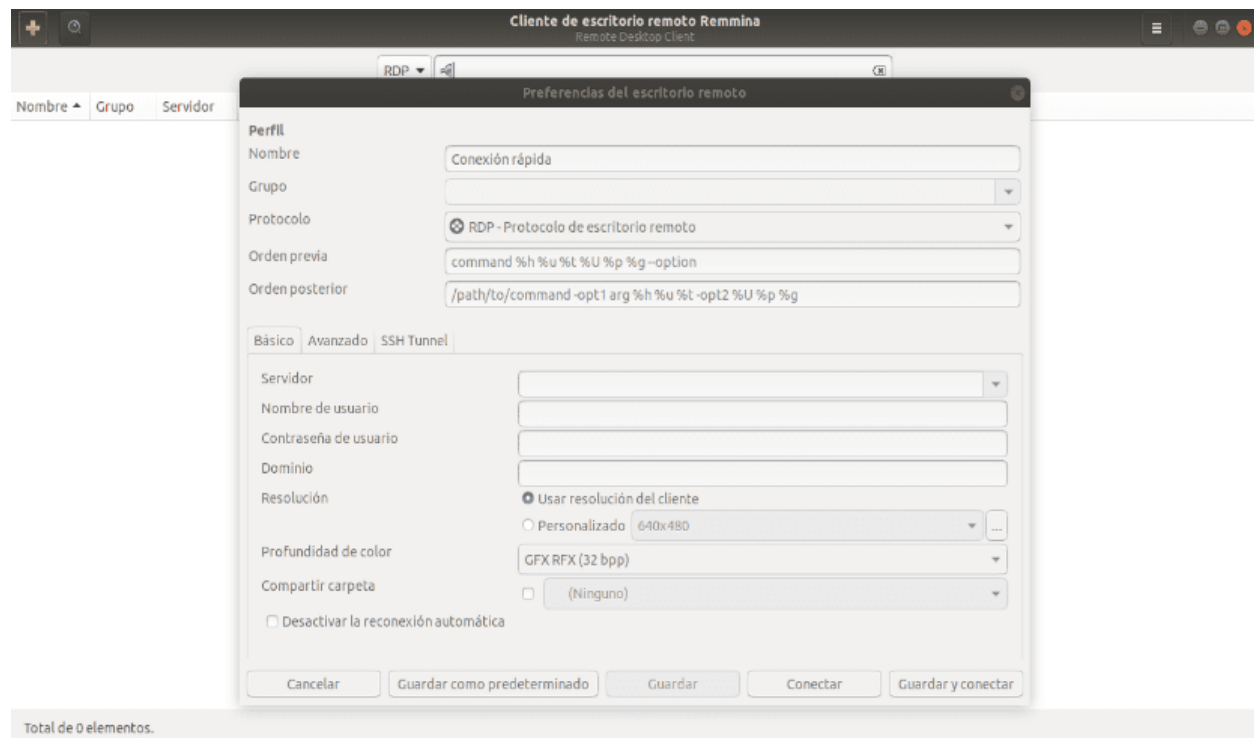 Cliente de escritorio remoto Remmina
Remote Desktop Client
RDP
Nombre Grupo Servidor
Preferencias del escritorio remoto
Perfil
Nombre Conexión rápida
Grupo
Protocolo RDP - Protocolo de escritorio remoto
Orden previa command %h %u %t %U %p %g --option
Orden posterior /path/to/command -opt1 arg %h %u %t -opt2 %U %p %g
Básico Avanzado SSH Tunnel
Servidor
Nombre de usuario
Contraseña de usuario
Dominio
Resolución Usar resolución del cliente
Personalizado 640x480 ...
Profundidad de color GFX RFX (32 bpp)
Compartir carpeta (Ninguno)
Desactivar la reconexión automática
Cancelar Guardar como predeterminado Guardar Conectar Guardar y conectar
Total de 0 elementos.